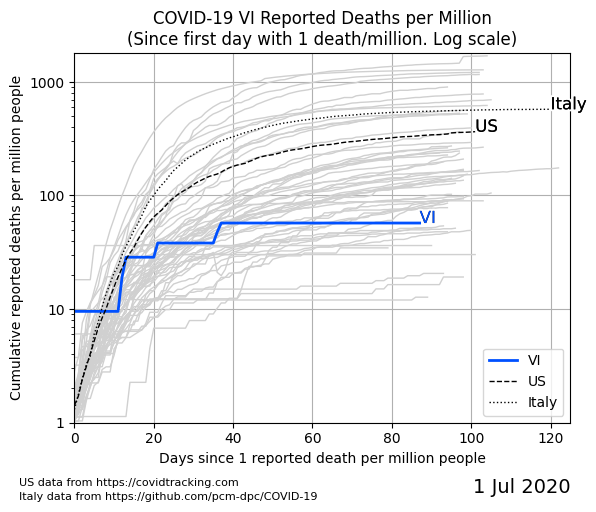 COVID-19 VI Reported Deaths per Million
(Since first day with 1 death/million. Log scale)
Cumulative reported deaths per million people
1000
100
10
1
Italy
US
VI
VI
US
Italy
0
20
40
60
80
100
120
Days since 1 reported death per million people
US data from https://covidtracking.com
Italy data from https://github.com/pcm-dpc/COVID-19
1 Jul 2020